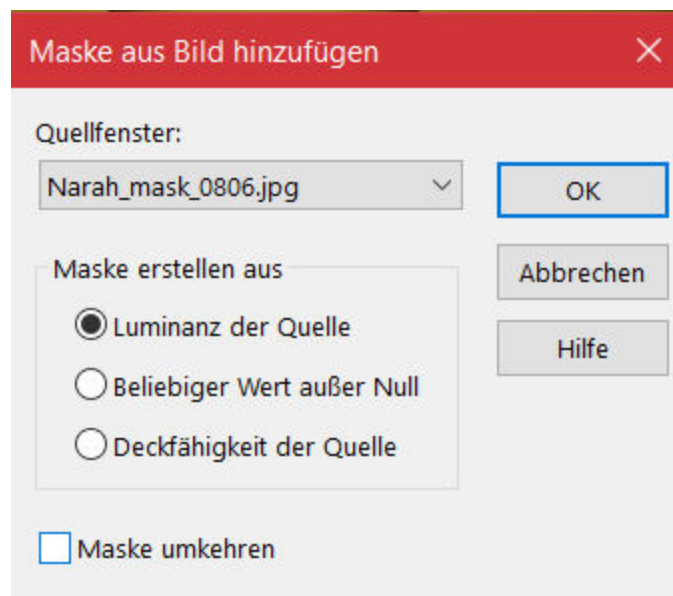 Maske aus Bild hinzufügen
Quellfenster:
Narah_mask_0806.jpg
OK
Maske erstellen aus
Abbrechen
Luminanz der Quelle
Hilfe
Beliebiger Wert außer Null
Deckfähigkeit der Quelle
Maske umkehren